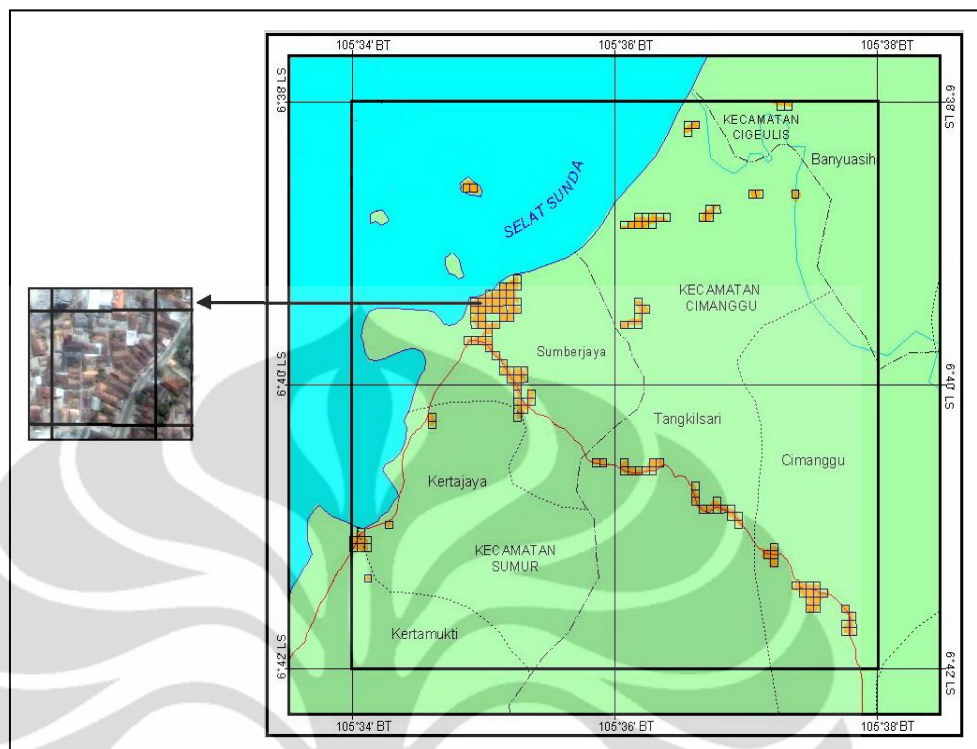 105°34' BT
105°36' BT
105°38' BT
6°38' LS
6°38' LS
KECAMATAN
CIGEULIS
Banyuasih
SELAT SUNDA
KECAMATAN
CIMANGGU
Sumberjaya
6°40' LS
6°40' LS
Tangkilsari
Cimanggu
Kertajaya
KECAMATAN
SUMUR
Kertamukti
6°42' LS
6°42' LS
105°34' BT
105°36' BT
105°38' BT